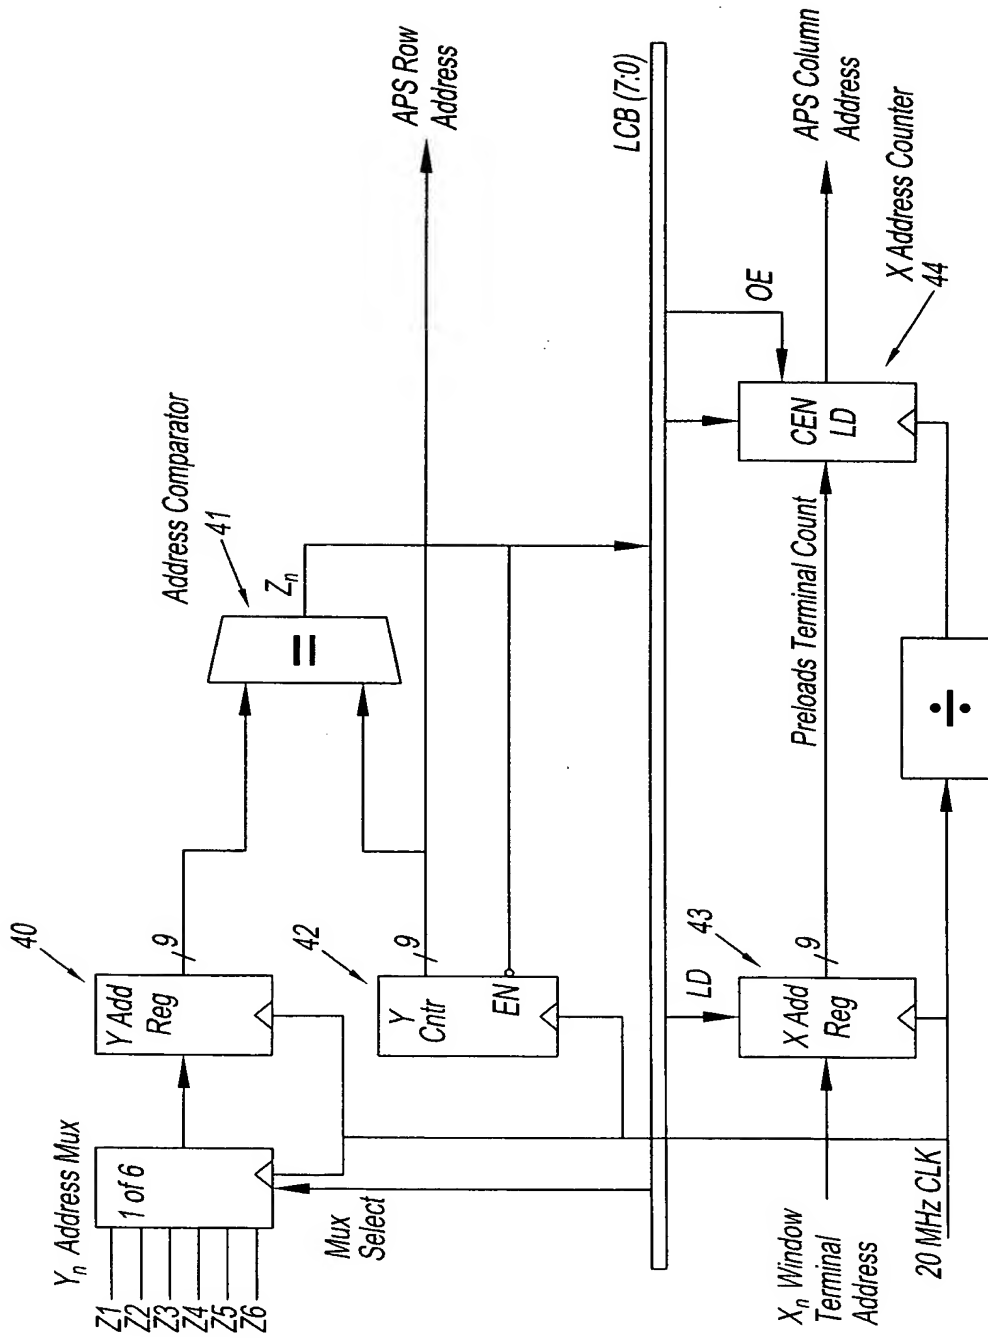 Yn Address Mux
Z1
Z2
Z3
Z4
Z5
Z6
1 of 6
Mux
Select
40
Y Add
Reg
9
42
Y
Cntr
EN
9
Address Comparator
41
=
Zn
APS Row
Address
LCB (7:0)
Xn Window
Terminal
Address
20 MHz CLK
LD
43
X Add
Reg
9
Preloads Terminal Count
÷
OE
CEN
LD
APS Column
Address
X Address Counter
44